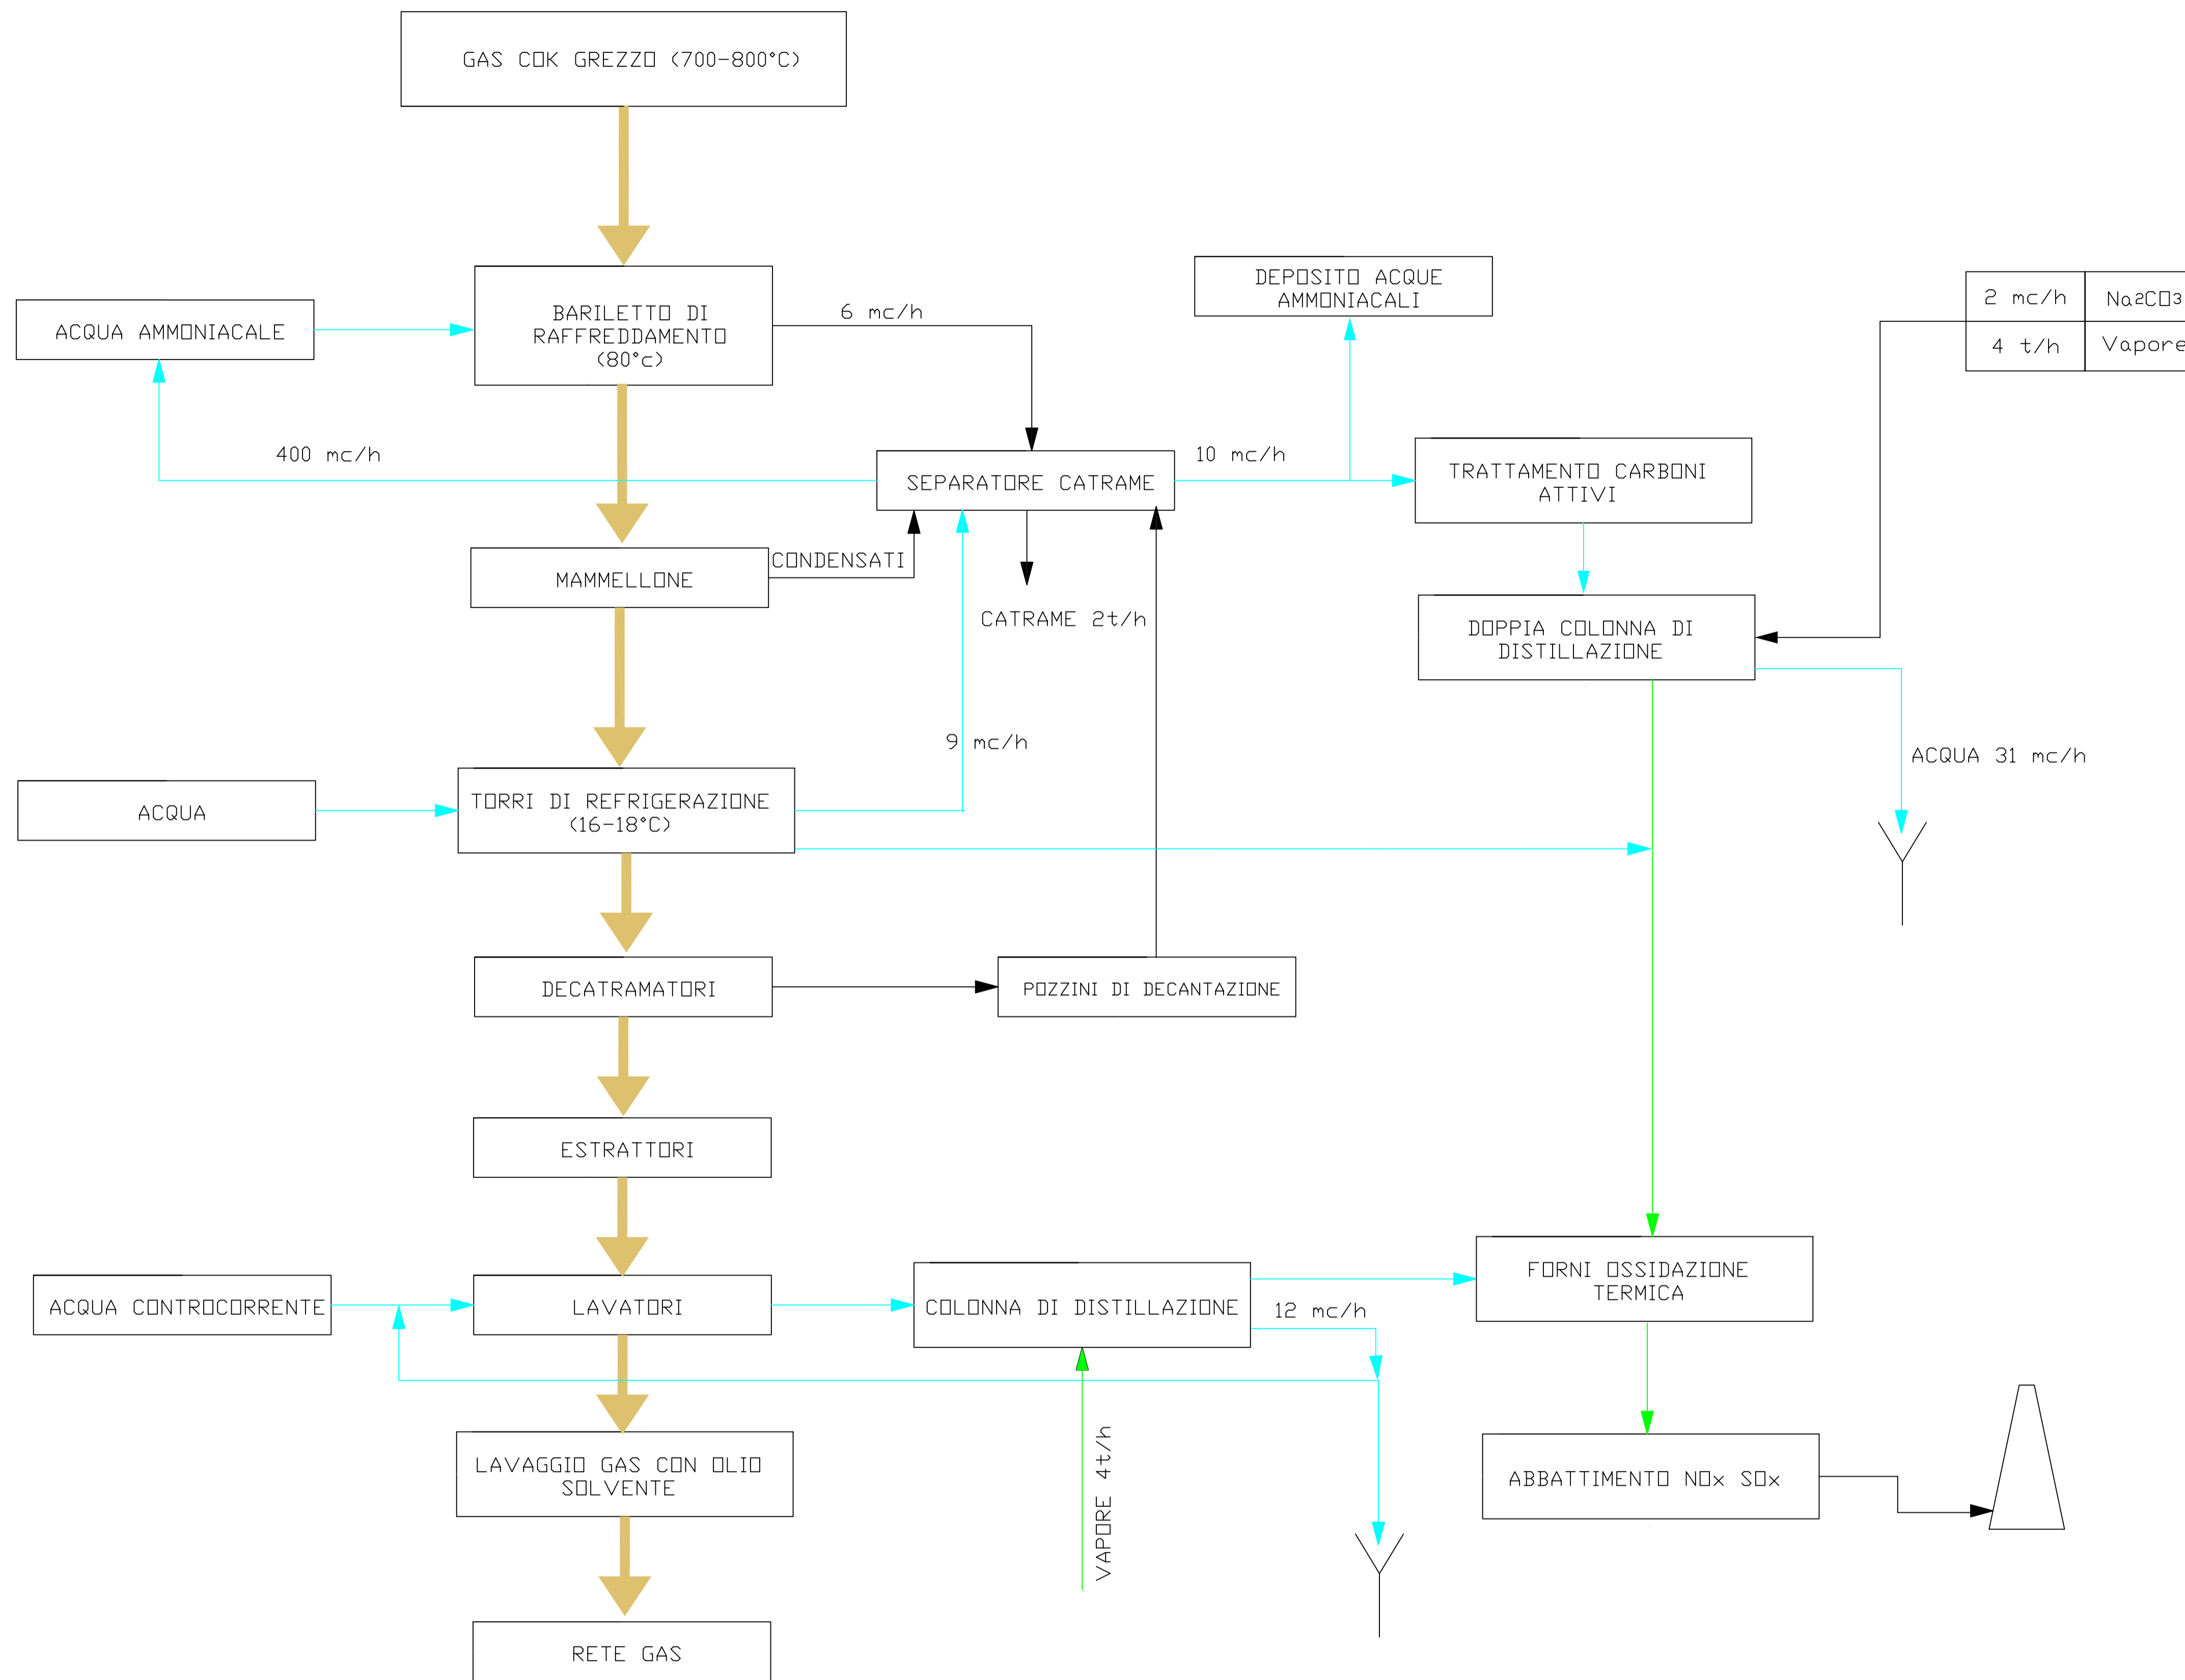 GAS COK GREZZO (700-800°C)
DEPOSITO ACQUE
AMMONIACALI
2 mc/h
Na2CO3
4 t/h
Vapore
ACQUA AMMONIACALE
BARILETTO DI
RAFFREDDAMENTO
(80°c)
6 mc/h
400 mc/h
SEPARATORE CATRAME
10 mc/h
TRATTAMENTO CARBONI
ATTIVI
MAMMELLONE
CONDENSATI
CATRAME 2t/h
DOPPIA COLONNA DI
DISTILLAZIONE
9 mc/h
ACQUA 31 mc/h
ACQUA
TORRI DI REFRIGERAZIONE
(16-18°C)
DECATRAMATORI
POZZINI DI DECANTAZIONE
ESTRATTORI
ACQUA CONTROCORRENTE
LAVATORI
COLONNA DI DISTILLAZIONE
12 mc/h
FORNI OSSIDAZIONE
TERMICA
LAVAGGIO GAS CON OLIO
SOLVENTE
VAPORE 4t/h
ABBATTIMENTO NOx SOx
RETE GAS